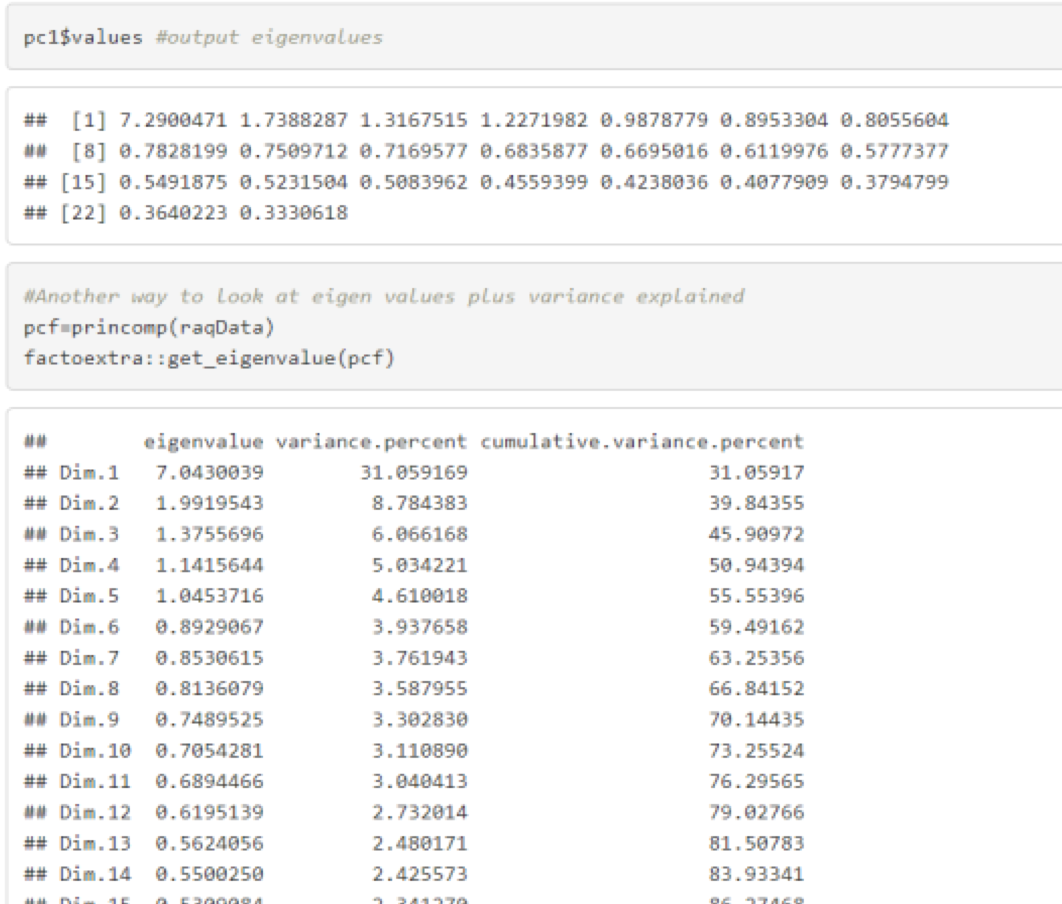 pc1$values #output eigenvalues
##  [1] 7.2900471 1.7388287 1.3167515 1.2271982 0.9878779 0.8953304 0.8055604
##  [8] 0.7828199 0.7509712 0.7169577 0.6835877 0.6695016 0.6119976 0.5777377
## [15] 0.5491875 0.5231504 0.5083962 0.4559399 0.4238036 0.4077909 0.3794799
## [22] 0.3640223 0.3330618
#Another way to look at eigen values plus variance explained
pcf=princomp(raqData)
factoextra::get_eigenvalue(pcf)
##        eigenvalue variance.percent cumulative.variance.percent
## Dim.1   7.0430039        31.059169                    31.05917
## Dim.2   1.9919543         8.784383                    39.84355
## Dim.3   1.3755696         6.066168                    45.90972
## Dim.4   1.1415644         5.034221                    50.94394
## Dim.5   1.0453716         4.610018                    55.55396
## Dim.6   0.8929067         3.937658                    59.49162
## Dim.7   0.8530615         3.761943                    63.25356
## Dim.8   0.8136079         3.587955                    66.84152
## Dim.9   0.7489525         3.302830                    70.14435
## Dim.10  0.7054281         3.110890                    73.25524
## Dim.11  0.6894466         3.040413                    76.29565
## Dim.12  0.6195139         2.732014                    79.02766
## Dim.13  0.5624056         2.480171                    81.50783
## Dim.14  0.5500250         2.425573                    83.93341
## Dim.15  0.5309084         2.341270                    86.27468